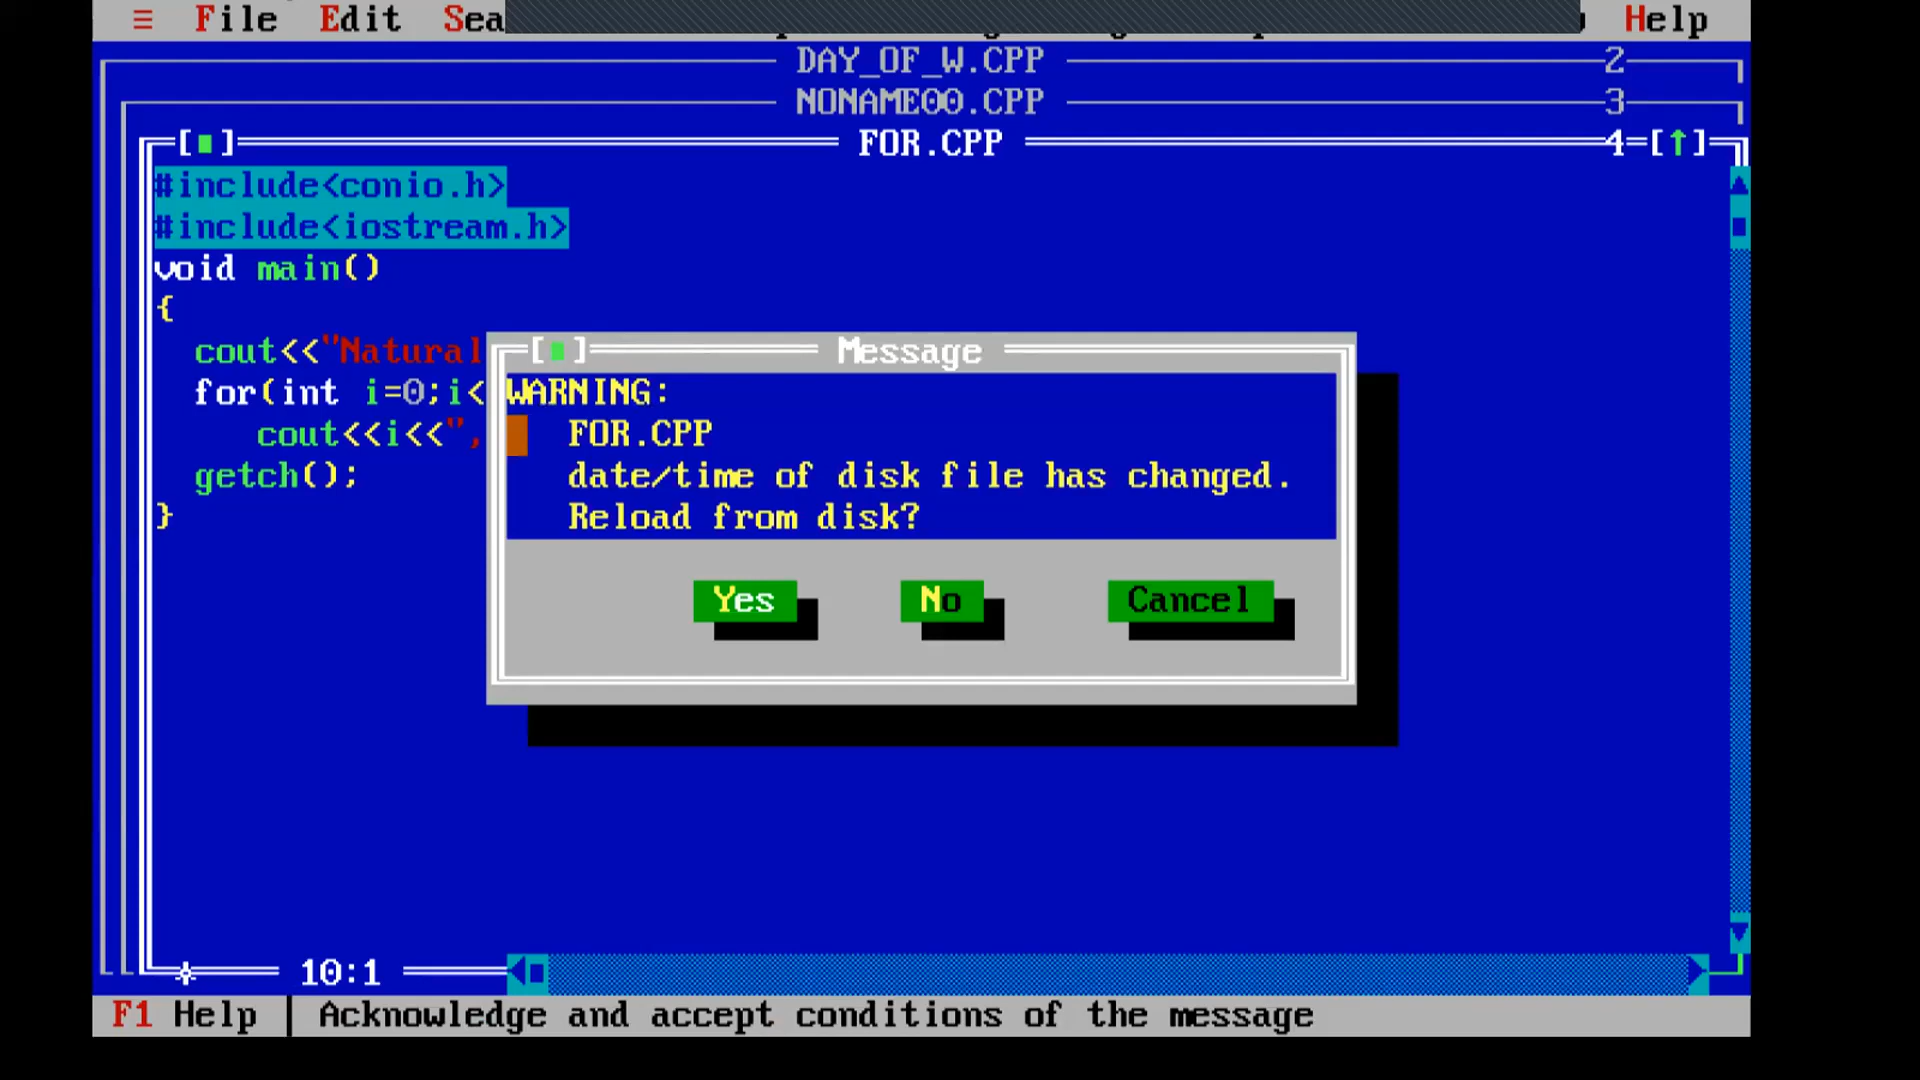 ≡ File Edit Sea Help
DAY_OF_W.CPP 2
NONAME00.CPP 3
[■] FOR.CPP 4=[↑]
#include<conio.h>
#include<iostream.h>
void main()
{
cout<<"Natural
for(int i=0;i<
cout<<i<<",
getch();
}
[■] Message
WARNING:
FOR.CPP
date/time of disk file has changed.
Reload from disk?
Yes No Cancel
10:1
F1 Help | Acknowledge and accept conditions of the message